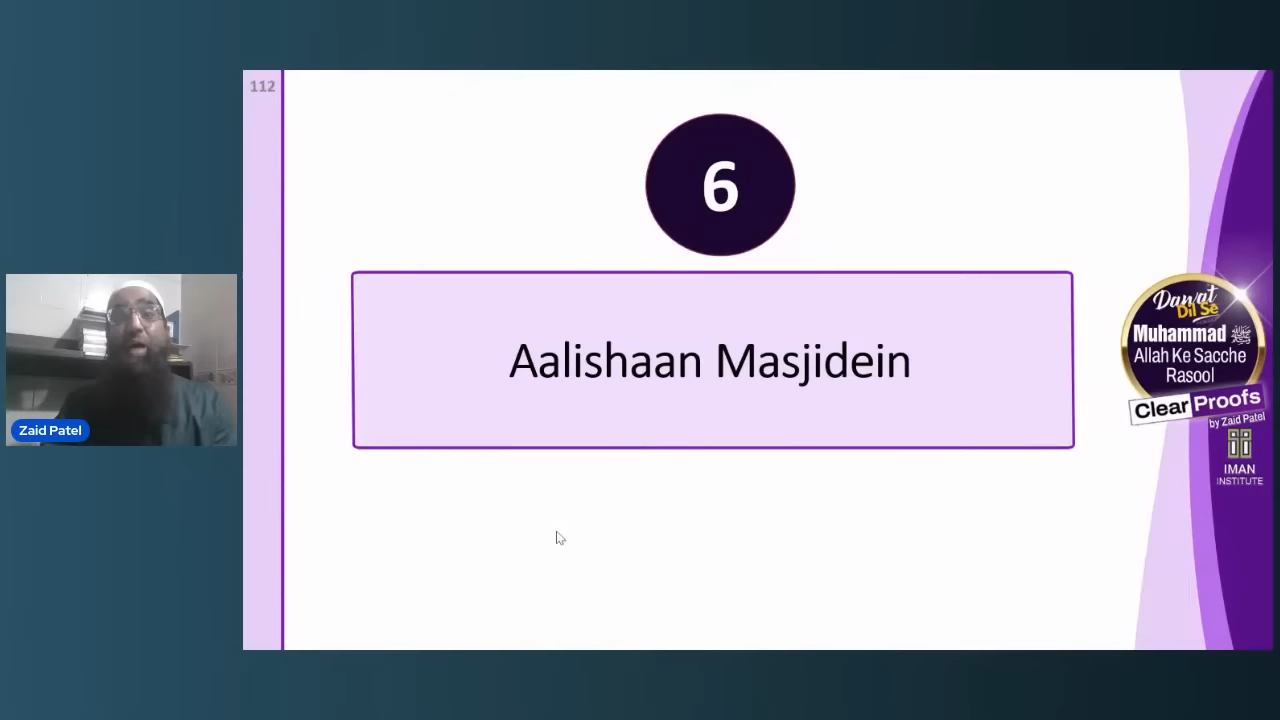 112
6
Aalishaan Masjidein
Zaid Patel
Dawat
Dil Se
Muhammad ﷺ
Allah Ke Sacche
Rasool
Clear Proofs
by Zaid Patel
IMAN
INSTITUTE